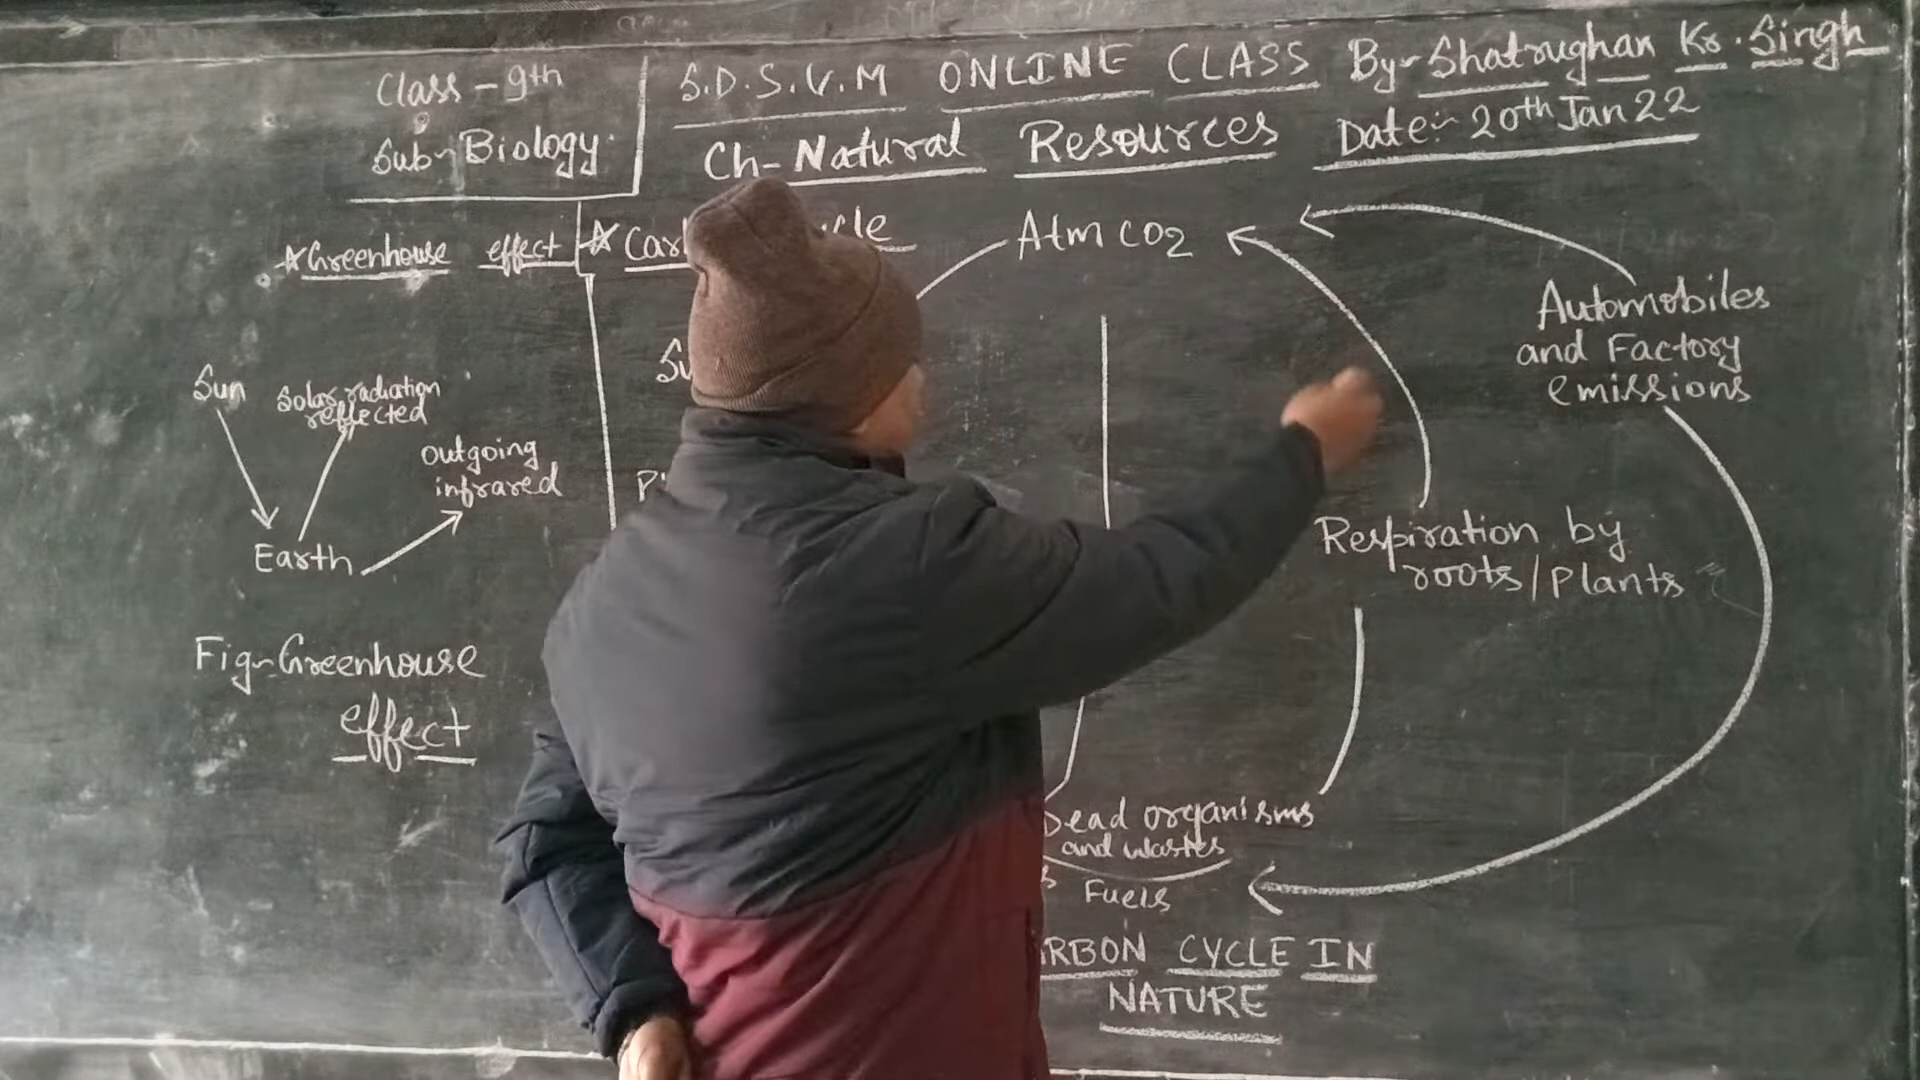 Class - 9th
Sub - Biology
S.D.S.V.M ONLINE CLASS By - Shatrughan Kr. Singh
Ch - Natural Resources Date :- 20th Jan 22
Greenhouse effect
Atm CO2
Automobiles
and Factory
emissions
Sun
Solar radiation
reflected
Outgoing
infrared
Earth
Respiration by
roots/Plants
Fig - Greenhouse
effect
Dead organisms
and wastes
Fuels
CYCLE IN
NATURE